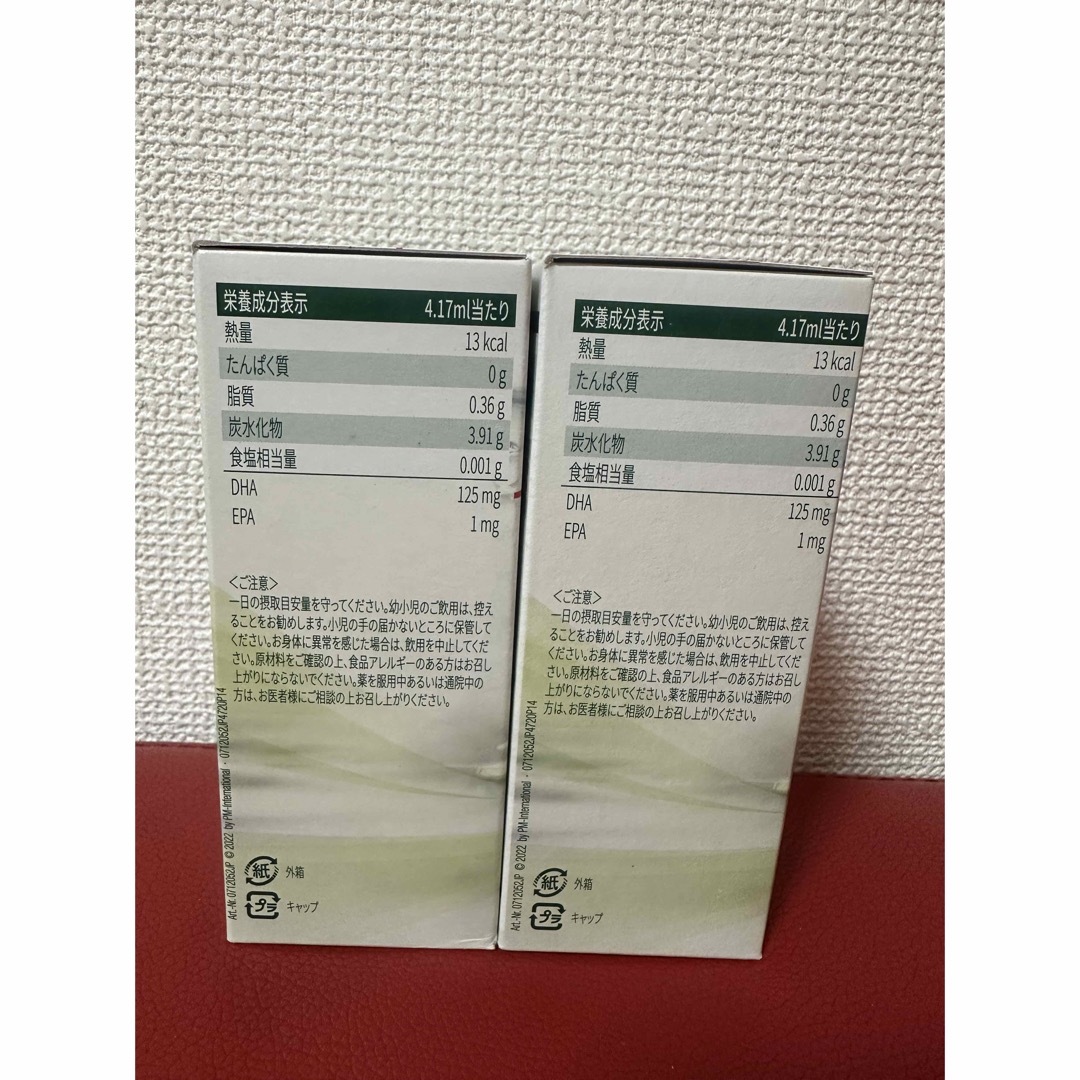 栄養成分表示 4.17ml当たり
熱量 13 kcal
たんぱく質 0 g
脂質 0.36 g
炭水化物 3.91 g
食塩相当量 0.001 g
DHA 125 mg
EPA 1 mg
＜ご注意＞
一日の摂取目安量を守ってください。幼小児のご飲用は、控え
ることをお勧めします。小児の手の届かないところに保管して
ください。お身体に異常を感じた場合は、飲用を中止してくだ
さい。原材料をご確認の上、食品アレルギーのある方はお召し
上がりにならないでください。薬を服用中あるいは通院中の
方は、お医者様にご相談の上お召し上がりください。
Art.-Nr. 0712052JP © 2022 by PM-International · 0712052JP4720P14
紙 外箱
プラ キャップ
栄養成分表示 4.17ml当たり
熱量 13 kcal
たんぱく質 0 g
脂質 0.36 g
炭水化物 3.91 g
食塩相当量 0.001 g
DHA 125 mg
EPA 1 mg
＜ご注意＞
一日の摂取目安量を守ってください。幼小児のご飲用は、控え
ることをお勧めします。小児の手の届かないところに保管して
ください。お身体に異常を感じた場合は、飲用を中止してくだ
さい。原材料をご確認の上、食品アレルギーのある方はお召し
上がりにならないでください。薬を服用中あるいは通院中の
方は、お医者様にご相談の上お召し上がりください。
Art.-Nr. 0712052JP © 2022 by PM-International · 0712052JP4720P14
紙 外箱
プラ キャップ